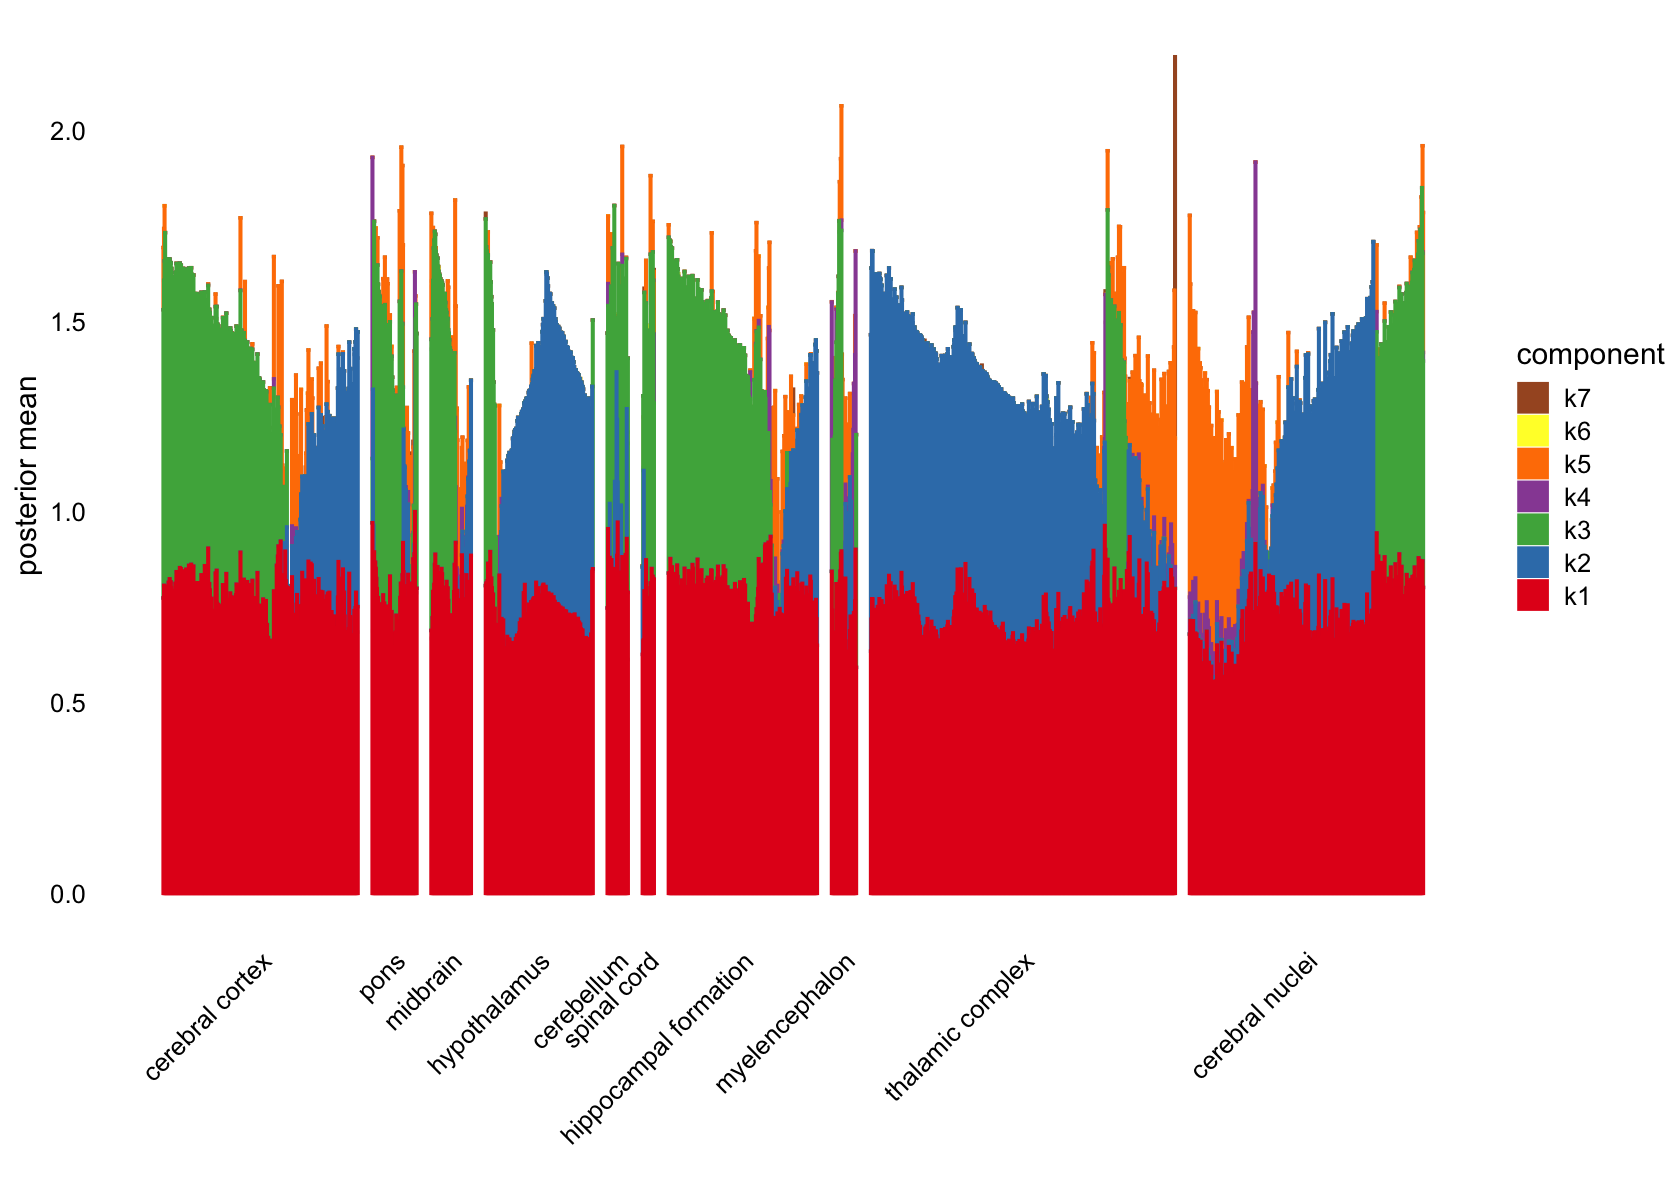 posterior mean
2.0
1.5
1.0
0.5
0.0
cerebral cortex
pons
midbrain
hypothalamus
cerebellum
spinal cord
hippocampal formation
myelencephalon
thalamic complex
cerebral nuclei
component
k7
k6
k5
k4
k3
k2
k1